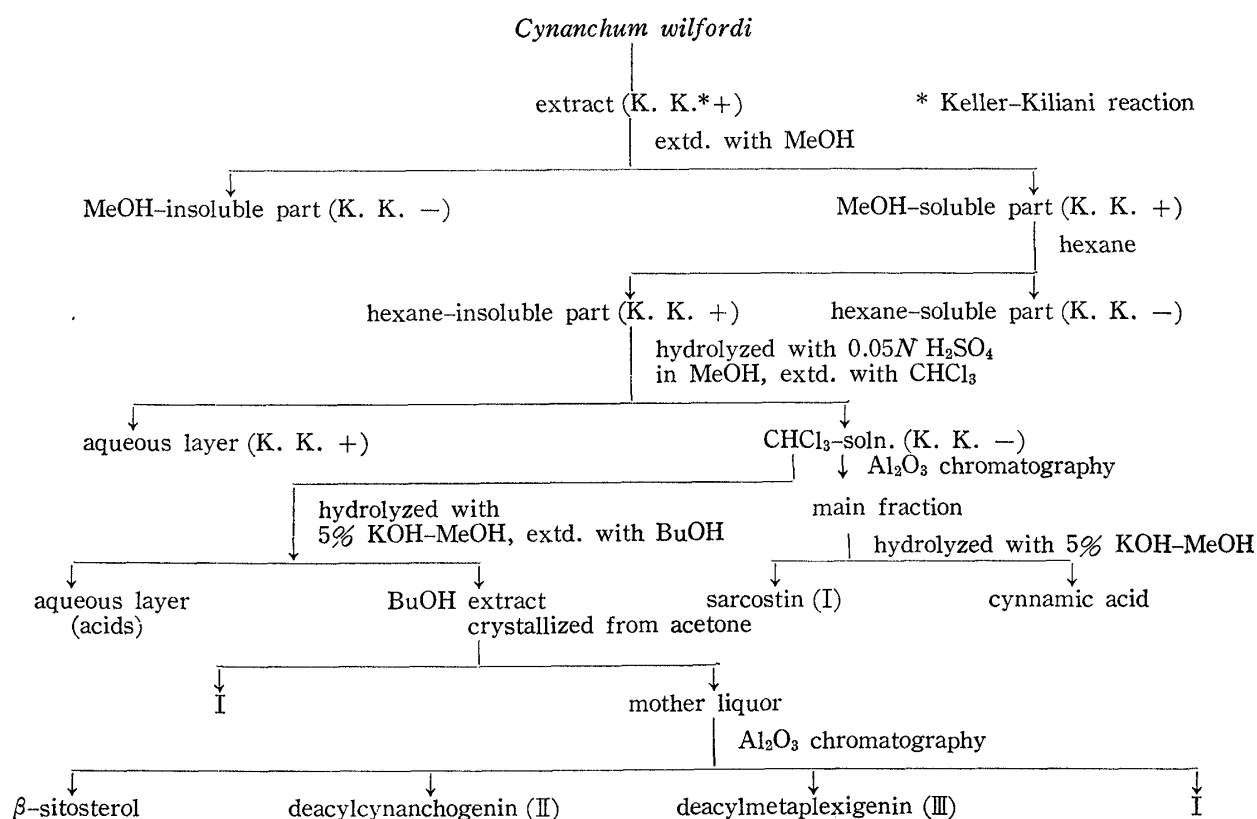 Cynanchum wilfordi
extract (K. K.*+)
* Keller–Kiliani reaction
extd. with MeOH
MeOH–insoluble part (K. K. −)
MeOH–soluble part (K. K. +)
hexane
hexane–insoluble part (K. K. +)
hexane–soluble part (K. K. −)
hydrolyzed with 0.05N H₂SO₄
in MeOH, extd. with CHCl₃
aqueous layer (K. K. +)
CHCl₃–soln. (K. K. −)
Al₂O₃ chromatography
main fraction
hydrolyzed with
5% KOH–MeOH, extd. with BuOH
hydrolyzed with 5% KOH–MeOH
aqueous layer
(acids)
BuOH extract
crystallized from acetone
sarcostin (I)
cynnamic acid
I
mother liquor
Al₂O₃ chromatography
β–sitosterol
deacylcynanchogenin (II)
deacylmetaplexigenin (III)
I